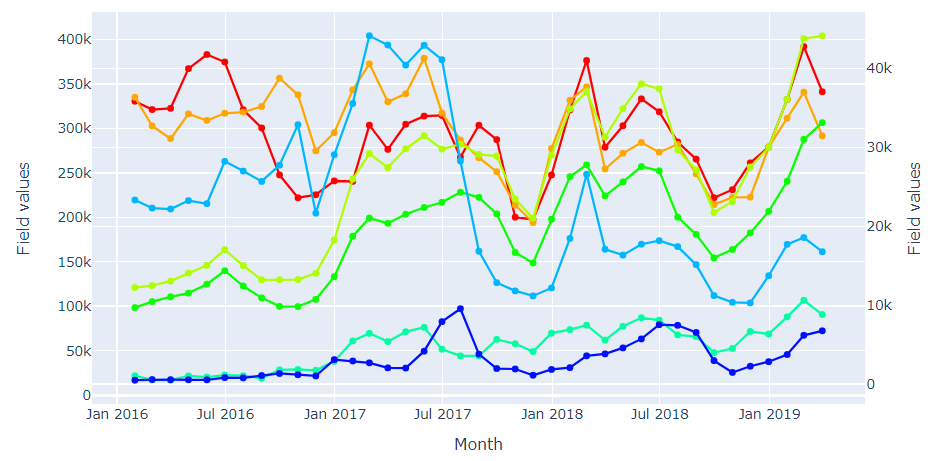 400k
350k
300k
250k
200k
150k
100k
50k
0
Field values
40k
30k
20k
10k
0
Field values
Jan 2016 Jul 2016 Jan 2017 Jul 2017 Jan 2018 Jul 2018 Jan 2019
Month